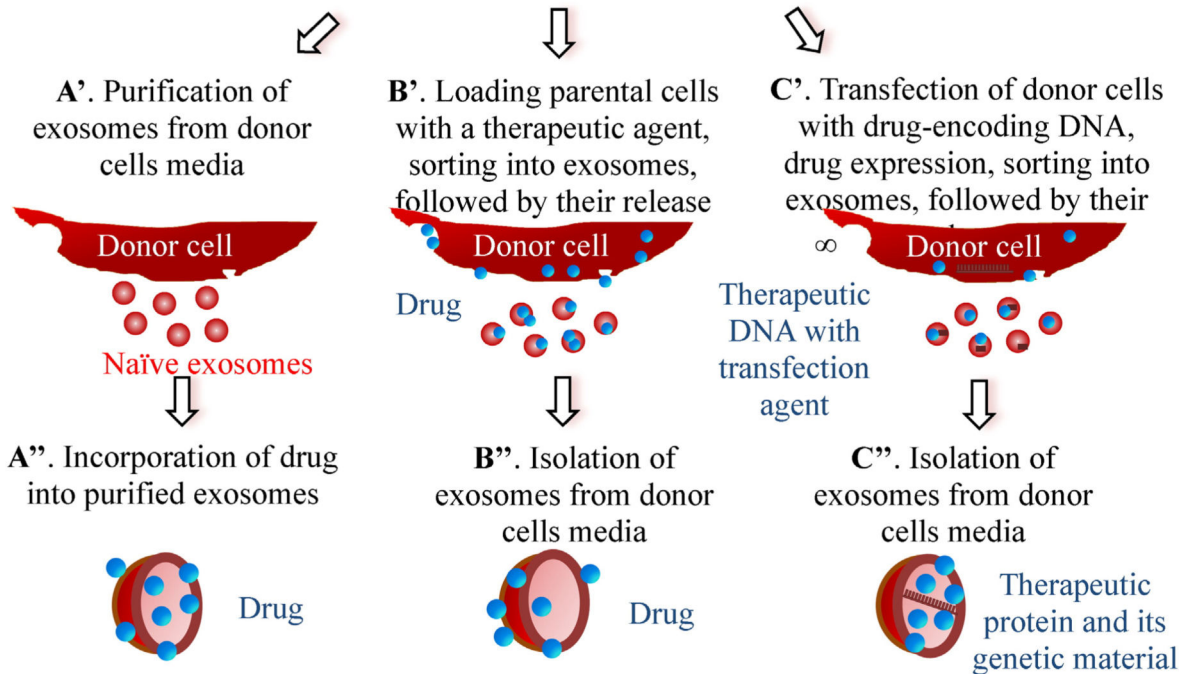 A’. Purification of
exosomes from donor
cells media
Donor cell
Naïve exosomes
A”. Incorporation of drug
into purified exosomes
Drug
B’. Loading parental cells
with a therapeutic agent,
sorting into exosomes,
followed by their release
Donor cell
Drug
B”. Isolation of
exosomes from donor
cells media
Drug
C’. Transfection of donor cells
with drug-encoding DNA,
drug expression, sorting into
exosomes, followed by their
∞
Donor cell
Therapeutic
DNA with
transfection
agent
C”. Isolation of
exosomes from donor
cells media
Therapeutic
protein and its
genetic material